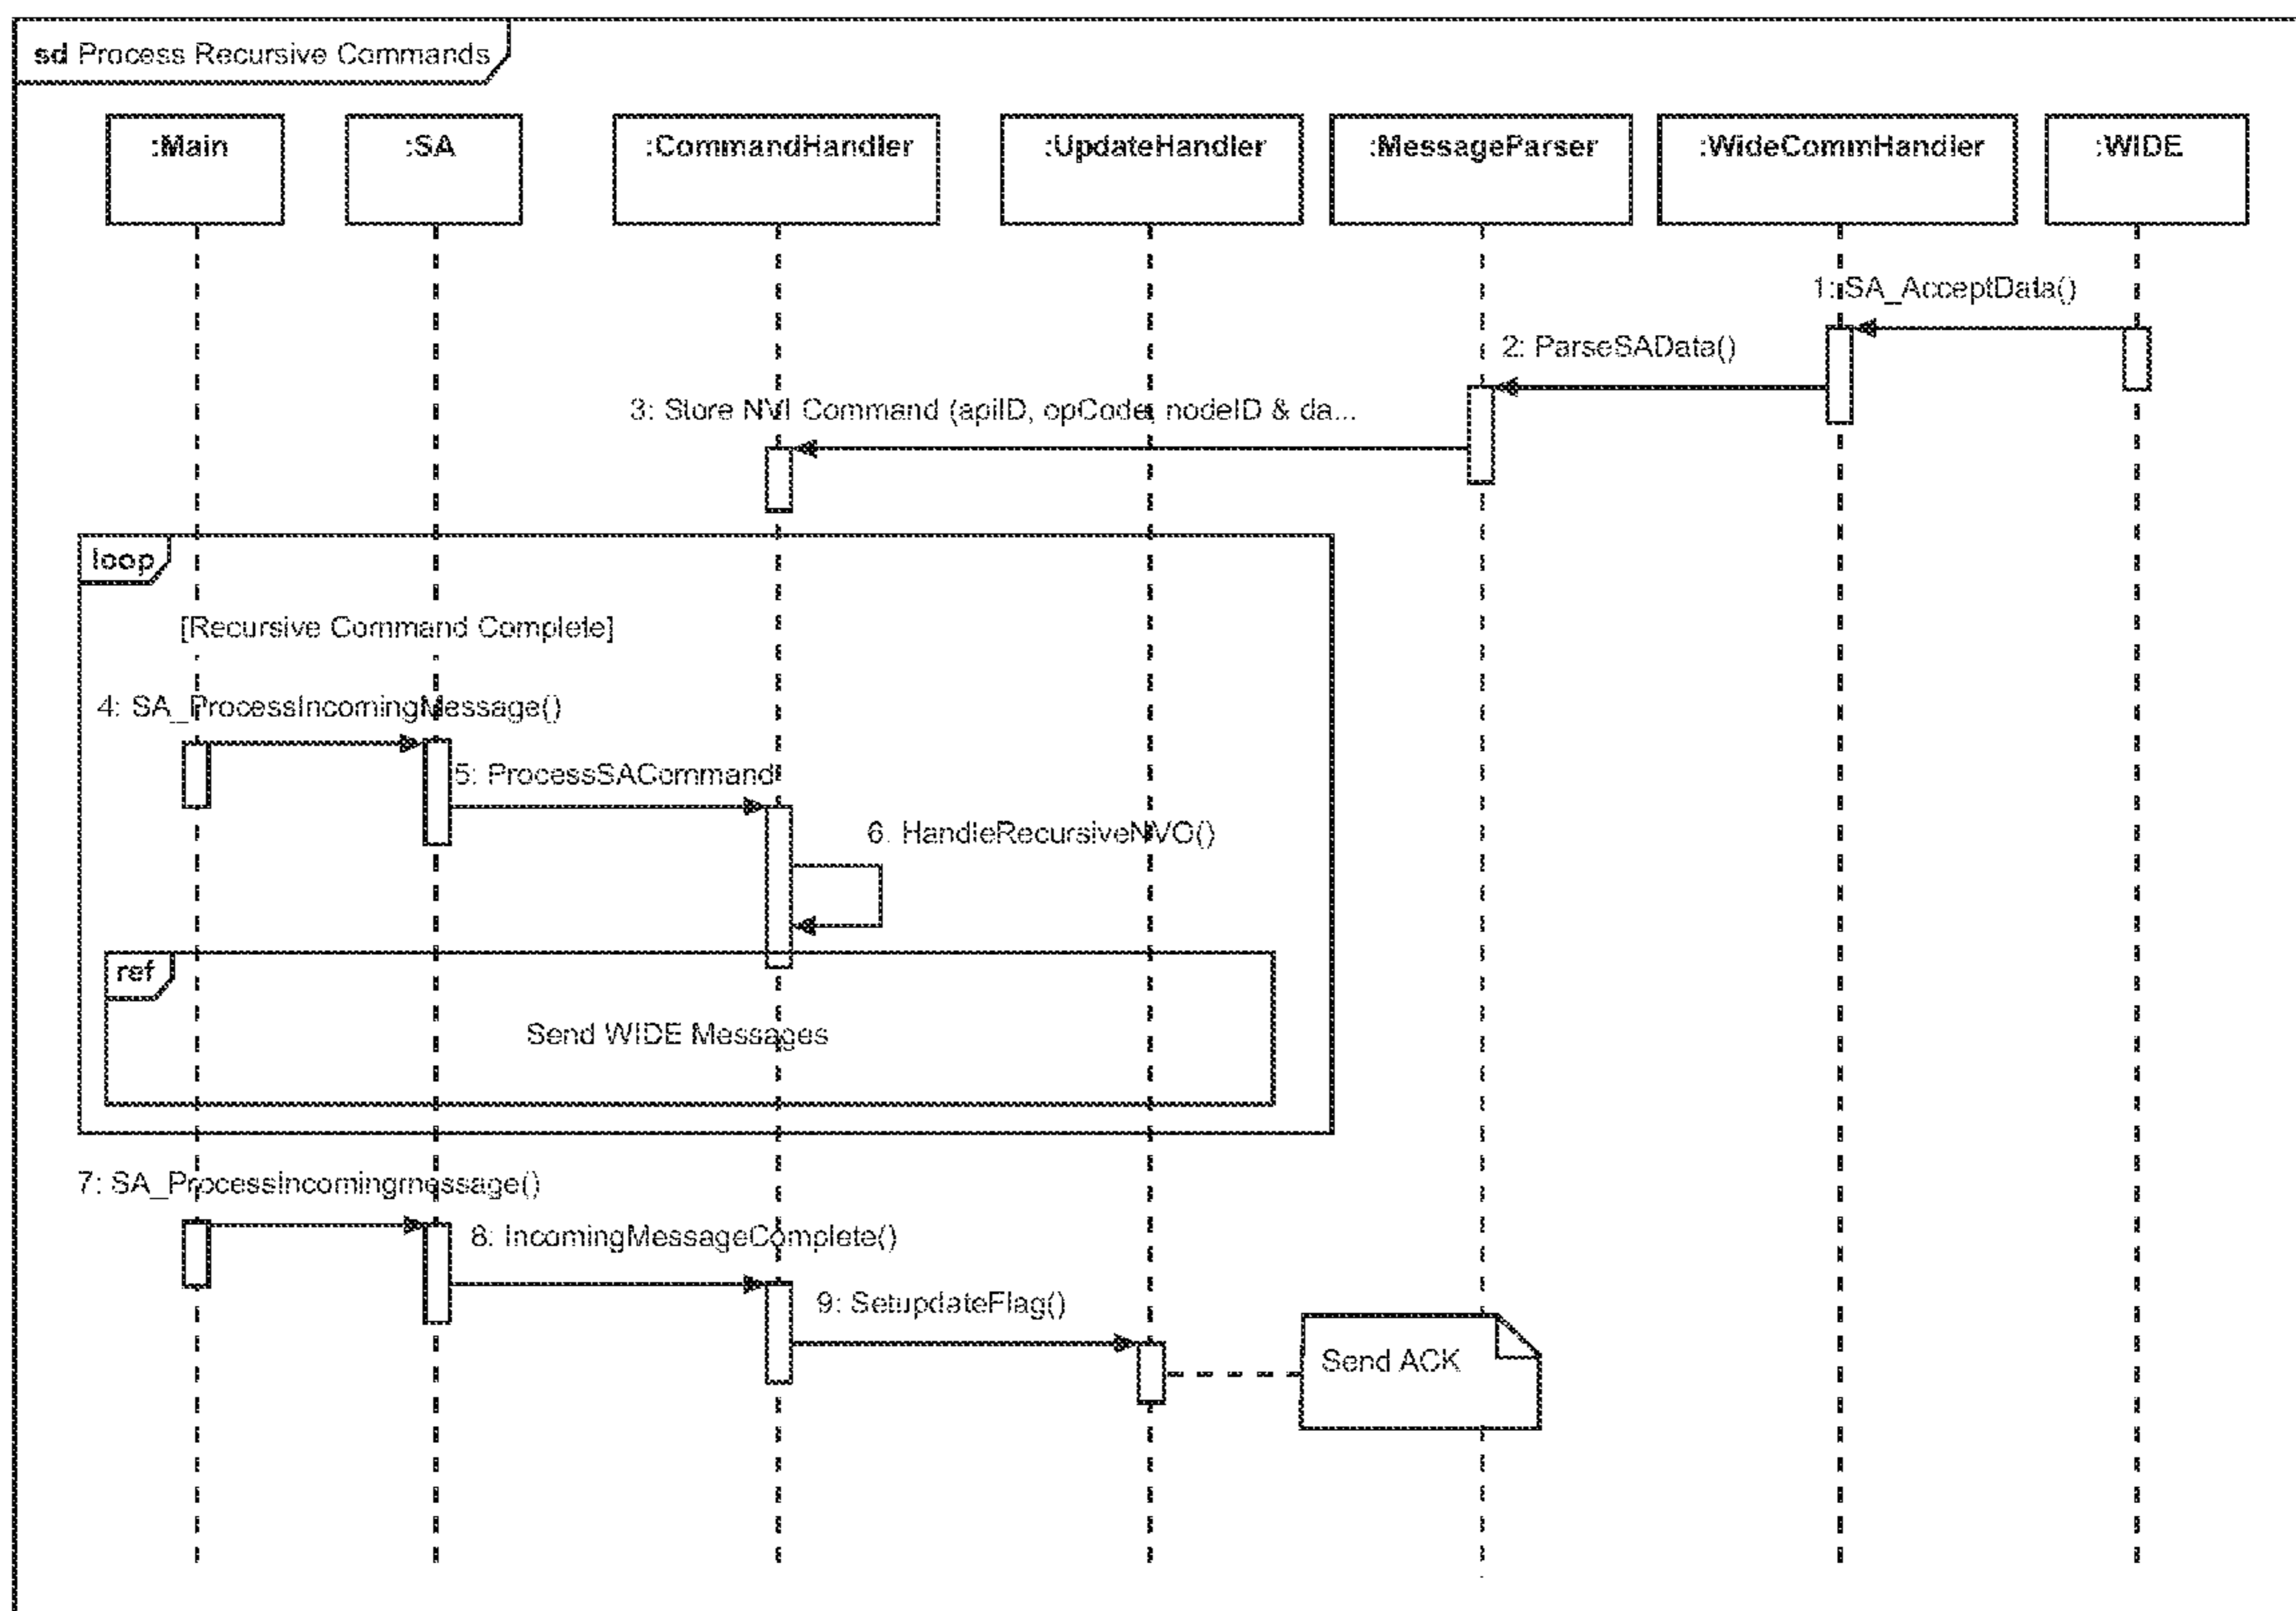 sd Process Recursive Commands
:Main
:SA
:CommandHandler
:UpdateHandler
:MessageParser
:WideCommHandler
:WIDE
1: SA_AcceptData()
2: ParseSAData()
3: Store NVI Command (apiID, opCode, nodeID & da...
loop
[Recursive Command Complete]
4: SA_ProcessIncomingMessage()
5: ProcessSACommand
6. HandleRecursiveNVO()
ref
Send WIDE Messages
7: SA_ProcessIncomingmessage()
8: IncomingMessageComplete()
9: SetupdateFlag()
Send ACK